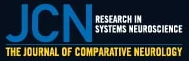 JCN RESEARCH IN
SYSTEMS NEUROSCIENCE
THE JOURNAL OF COMPARATIVE NEUROLOGY